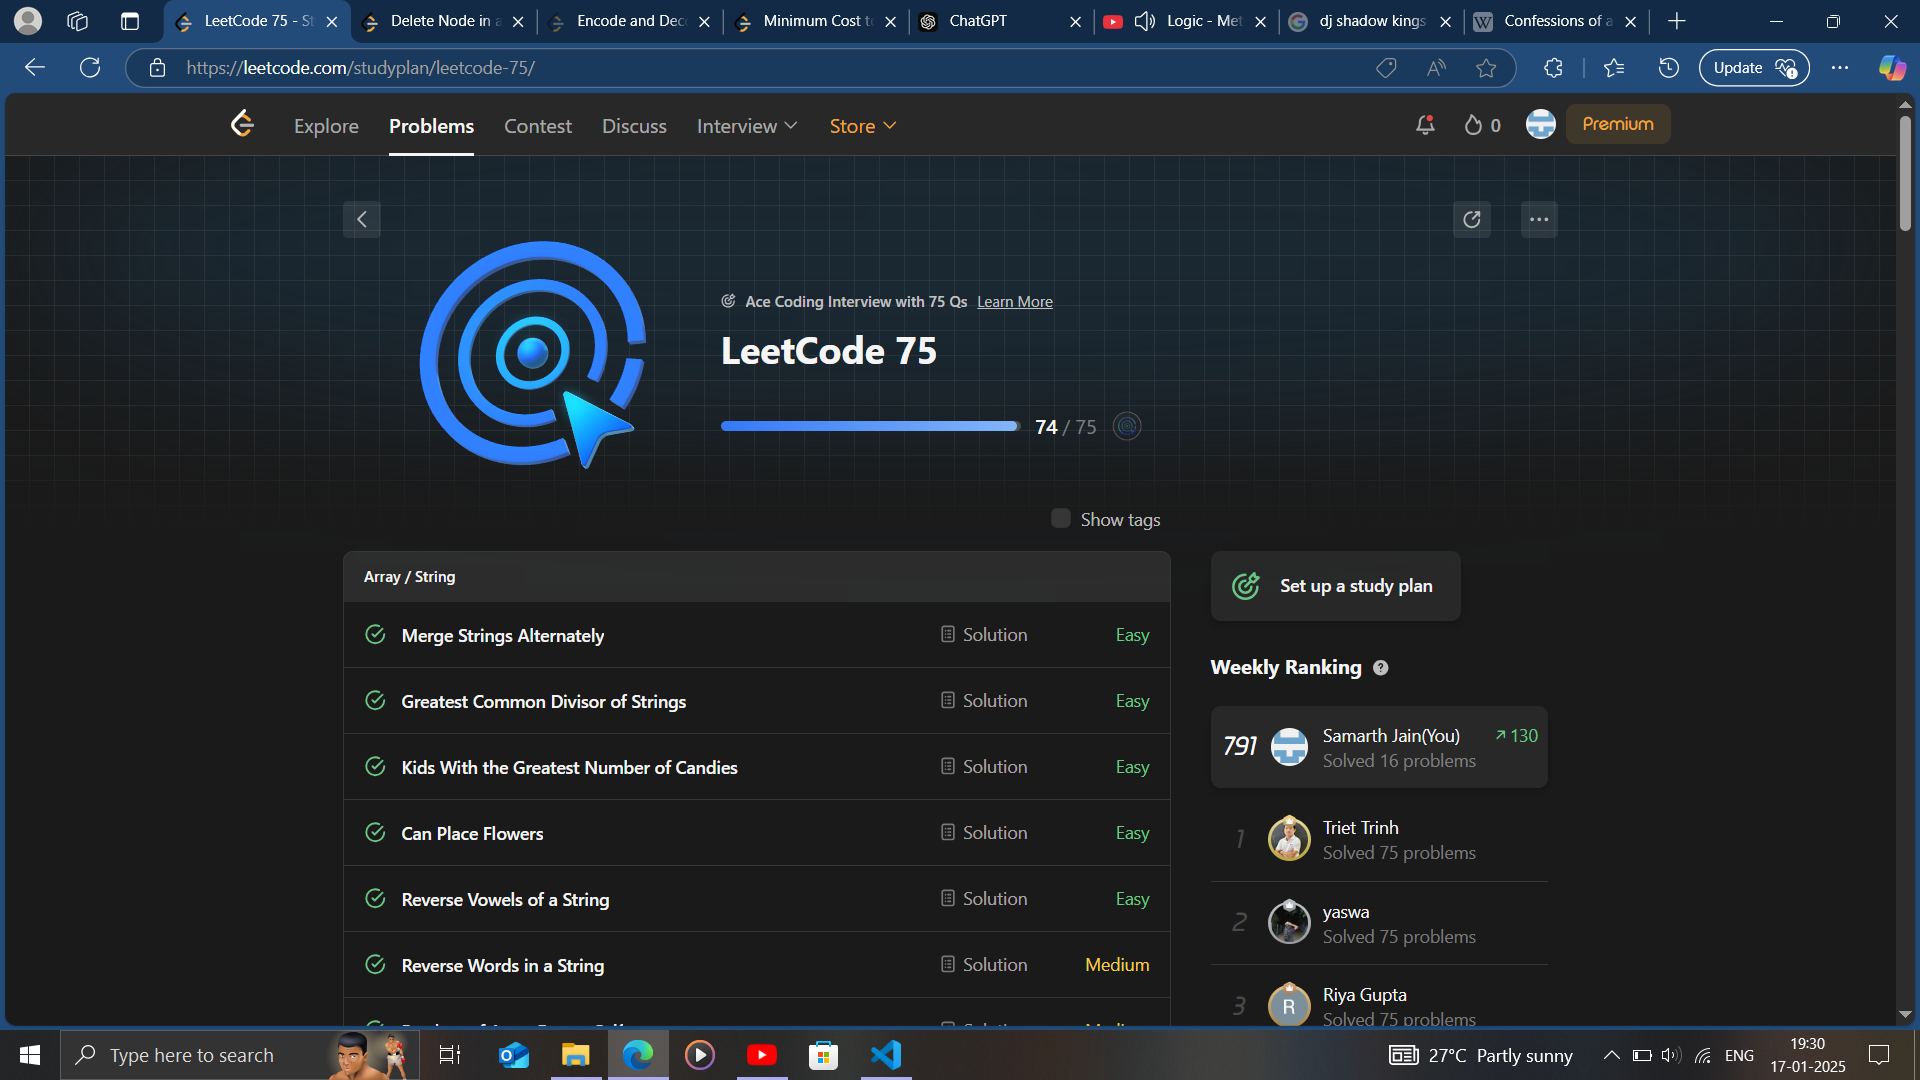 LeetCode 75 - St
Delete Node in a
Encode and Deco
Minimum Cost to
ChatGPT
Logic - Met
dj shadow kings
Confessions of a
https://leetcode.com/studyplan/leetcode-75/
Update
Explore
Problems
Contest
Discuss
Interview
Store
0
Premium
Ace Coding Interview with 75 Qs Learn More
LeetCode 75
74 / 75
Show tags
Array / String
Merge Strings Alternately Solution Easy
Greatest Common Divisor of Strings Solution Easy
Kids With the Greatest Number of Candies Solution Easy
Can Place Flowers Solution Easy
Reverse Vowels of a String Solution Easy
Reverse Words in a String Solution Medium
Set up a study plan
Weekly Ranking ?
791 Samarth Jain(You) 130
Solved 16 problems
1 Triet Trinh
Solved 75 problems
2 yaswa
Solved 75 problems
3 R Riya Gupta
Solved 75 problems
Type here to search
27°C Partly sunny
ENG
19:30
17-01-2025